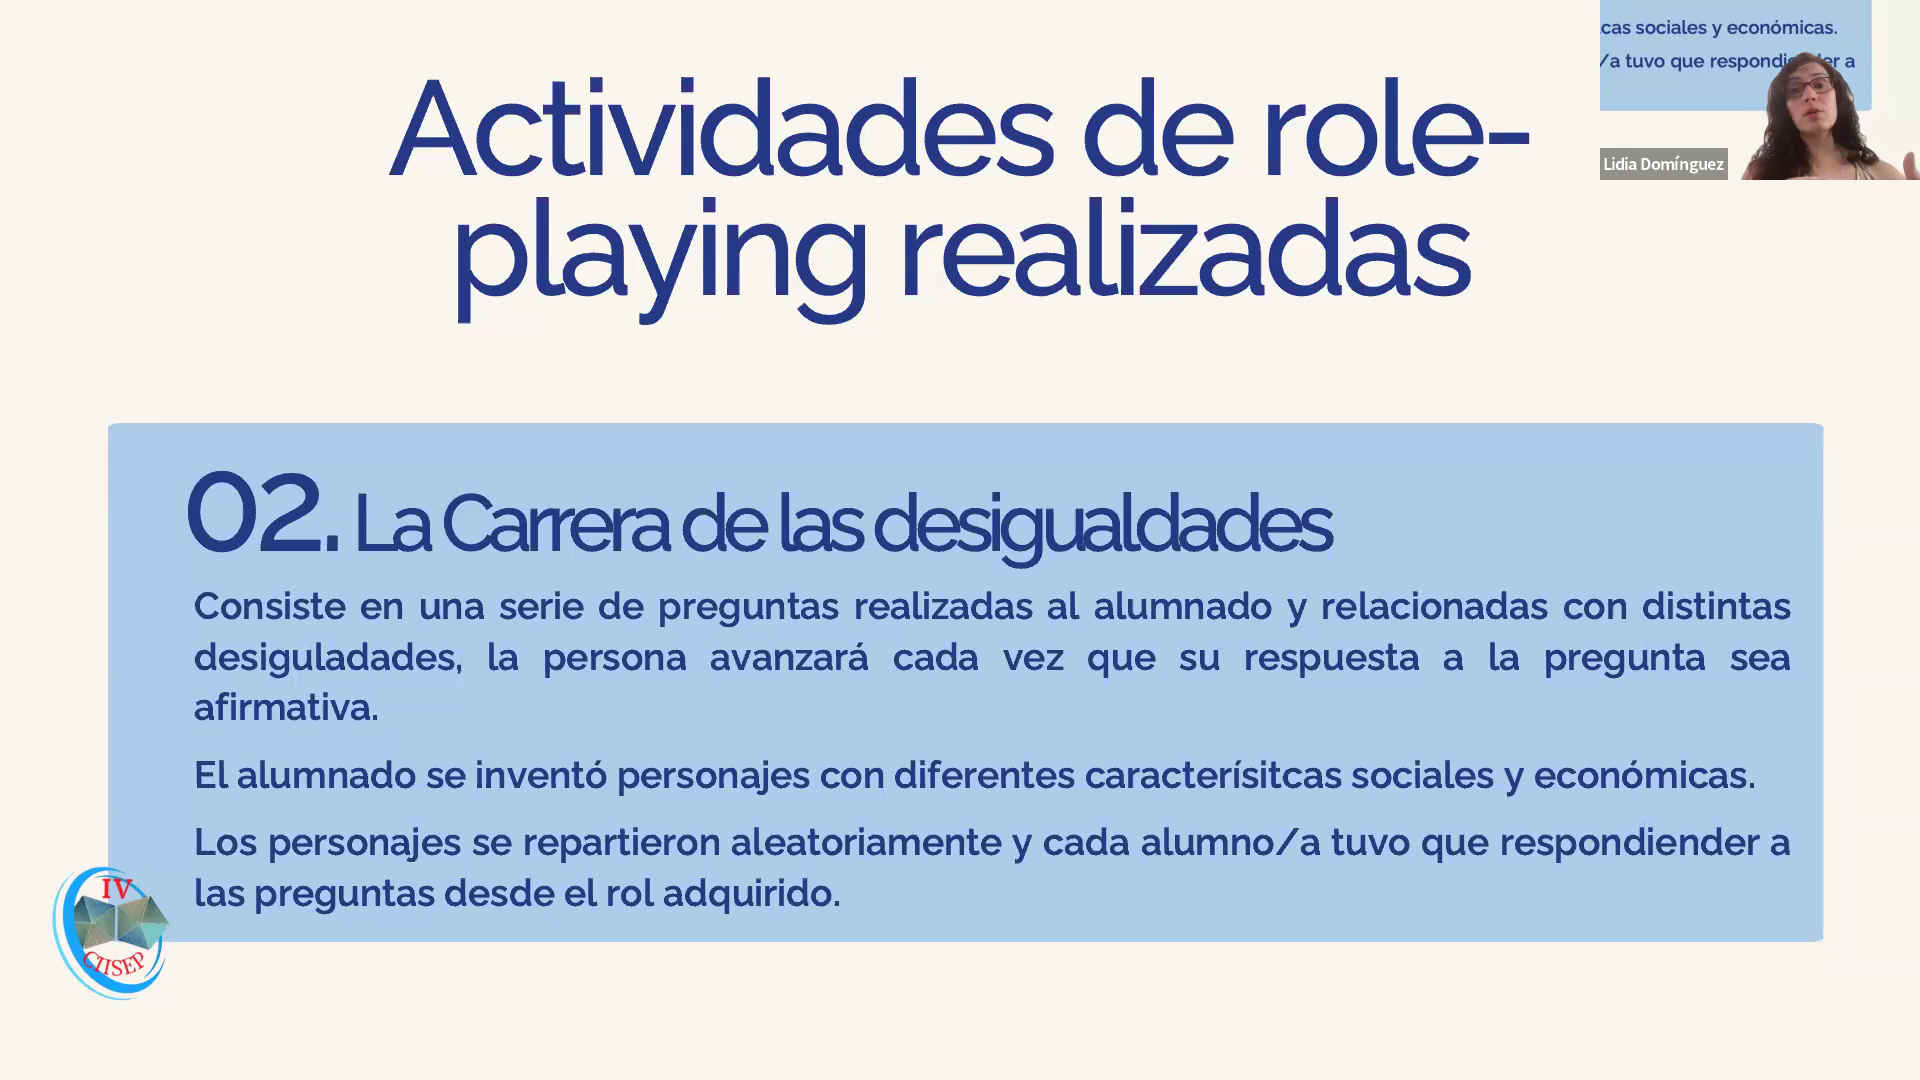 Actividades de role-
playing realizadas
cas sociales y económicas.
/a tuvo que respondiender a
Lidia Domínguez
02. La Carrera de las desigualdades
Consiste en una serie de preguntas realizadas al alumnado y relacionadas con distintas
desiguladades, la persona avanzará cada vez que su respuesta a la pregunta sea
afirmativa.
El alumnado se inventó personajes con diferentes caracterísitcas sociales y económicas.
Los personajes se repartieron aleatoriamente y cada alumno/a tuvo que respondiender a
las preguntas desde el rol adquirido.
IV
CIISEP